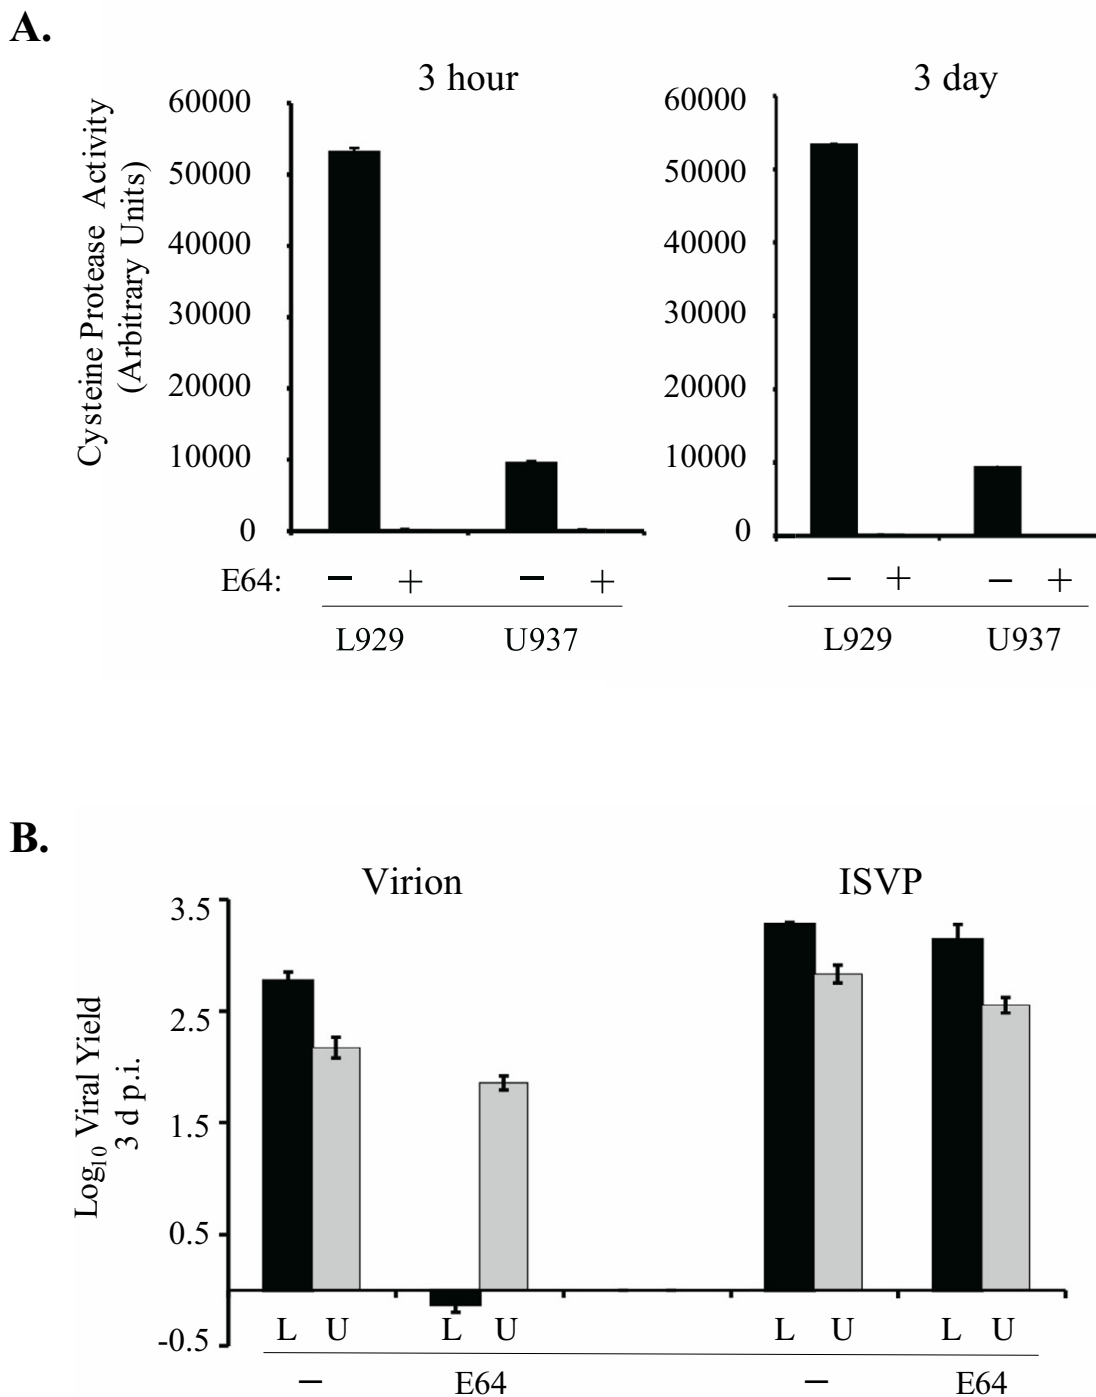 A.
3 hour
3 day
Cysteine Protease Activity
(Arbitrary Units)
60000
50000
40000
30000
20000
10000
0
60000
50000
40000
30000
20000
10000
0
E64: − + − +
− + − +
L929 U937
L929 U937
B.
Virion
ISVP
Log10 Viral Yield
3 d p.i.
3.5
2.5
1.5
0.5
-0.5
L U L U L U L U
− E64 − E64